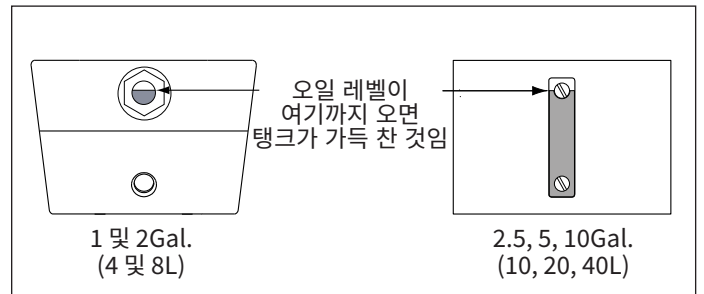 오일 레벨이
여기까지 오면
탱크가 가득 찬 것임
1 및 2Gal.
(4 및 8L)
2.5, 5, 10Gal.
(10, 20, 40L)